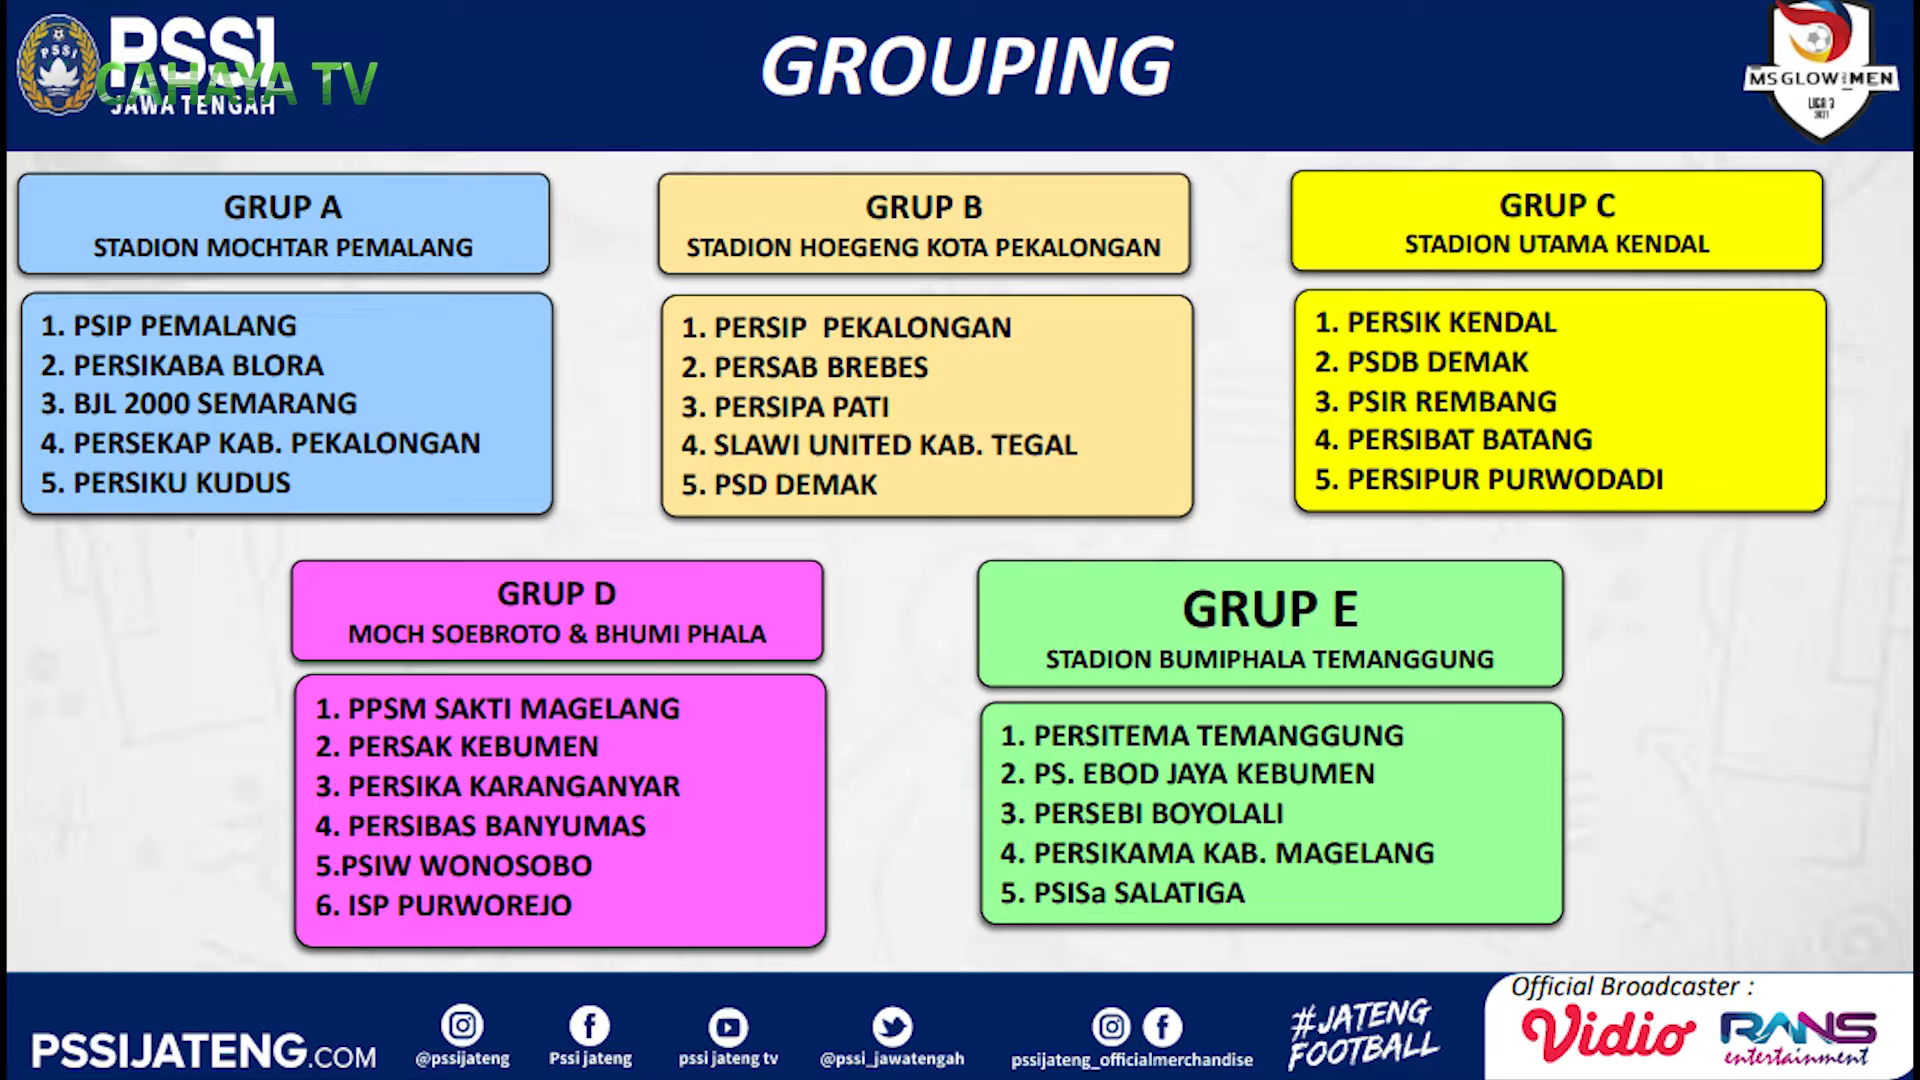 PSSI
JAWA TENGAH
CAHAYA TV
GROUPING
MS GLOW FOR MEN
LIGA 3
2021
GRUP A
STADION MOCHTAR PEMALANG
1. PSIP PEMALANG
2. PERSIKABA BLORA
3. BJL 2000 SEMARANG
4. PERSEKAP KAB. PEKALONGAN
5. PERSIKU KUDUS
GRUP B
STADION HOEGENG KOTA PEKALONGAN
1. PERSIP PEKALONGAN
2. PERSAB BREBES
3. PERSIPA PATI
4. SLAWI UNITED KAB. TEGAL
5. PSD DEMAK
GRUP C
STADION UTAMA KENDAL
1. PERSIK KENDAL
2. PSDB DEMAK
3. PSIR REMBANG
4. PERSIBAT BATANG
5. PERSIPUR PURWODADI
GRUP D
MOCH SOEBROTO & BHUMI PHALA
1. PPSM SAKTI MAGELANG
2. PERSAK KEBUMEN
3. PERSIKA KARANGANYAR
4. PERSIBAS BANYUMAS
5.PSIW WONOSOBO
6. ISP PURWOREJO
GRUP E
STADION BUMIPHALA TEMANGGUNG
1. PERSITEMA TEMANGGUNG
2. PS. EBOD JAYA KEBUMEN
3. PERSEBI BOYOLALI
4. PERSIKAMA KAB. MAGELANG
5. PSISa SALATIGA
PSSIJATENG.COM
@pssijateng
Pssi jateng
pssi jateng tv
@pssi_jawatengah
pssijateng_officialmerchandise
#JATENG
FOOTBALL
Official Broadcaster :
Vidio
RANS
entertainment